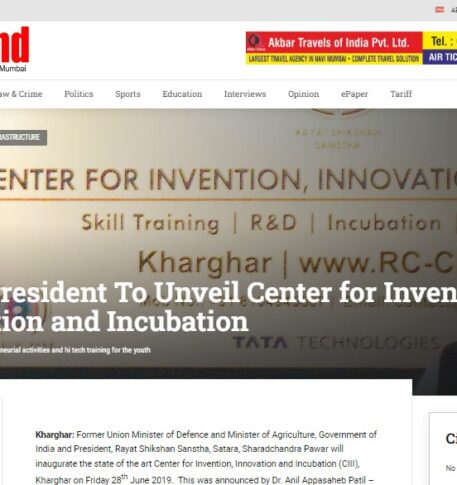 nd
Mumbai
Akbar Travels of India Pvt. Ltd. Tel. :
LARGEST TRAVEL AGENCY IN NAVI MUMBAI • COMPLETE TRAVEL SOLUTION AIR TIC
aw & Crime Politics Sports Education Interviews Opinion ePaper Tariff
RASTRUCTURE
RAYAT SHIKSHAN
SANSTHA
ENTER FOR INVENTION, INNOVATIO
Skill Training | R&D | Incubation |
Kharghar | www.RC-C
resident To Unveil Center for Inven
tion and Incubation
TATA TECHNOLOGIES
neurial activities and hi tech training for the youth
Kharghar: Former Union Minister of Defence and Minister of Agriculture, Government of
India and President, Rayat Shikshan Sanstha, Satara, Sharadchandra Pawar will
inaugurate the state of the art Center for Invention, Innovation and Incubation (CIII),
Kharghar on Friday 28th June 2019. This was announced by Dr. Anil Appasaheb Patil –
Ci
No